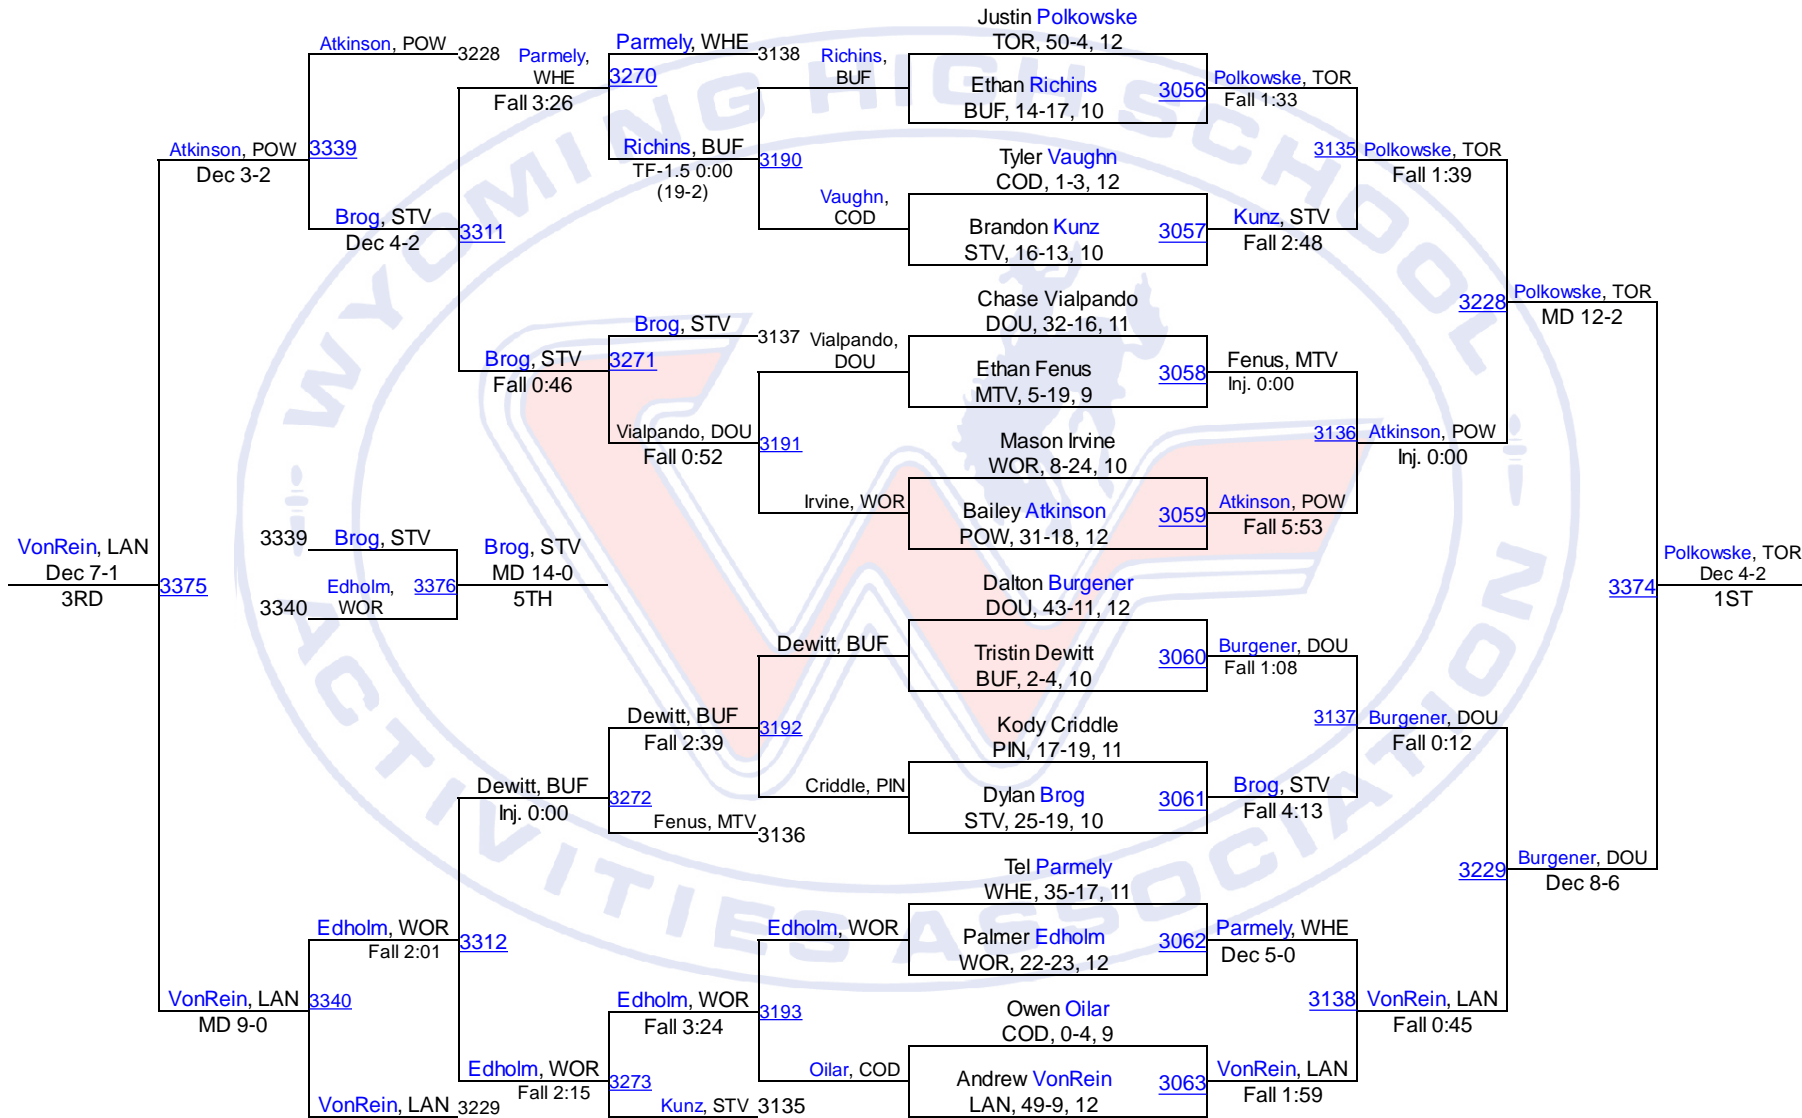 Justin Polkowske
TOR, 50-4, 12
Ethan Richins
BUF, 14-17, 10
3056
Tyler Vaughn
COD, 1-3, 12
Brandon Kunz
STV, 16-13, 10
3057
Chase Vialpando
DOU, 32-16, 11
Ethan Fenus
MTV, 5-19, 9
3058
Mason Irvine
WOR, 8-24, 10
Bailey Atkinson
POW, 31-18, 12
3059
Dalton Burgener
DOU, 43-11, 12
Tristin Dewitt
BUF, 2-4, 10
3060
Kody Criddle
PIN, 17-19, 11
Dylan Brog
STV, 25-19, 10
3061
Tel Parmely
WHE, 35-17, 11
Palmer Edholm
WOR, 22-23, 12
3062
Owen Oilar
COD, 0-4, 9
Andrew VonRein
LAN, 49-9, 12
3063
Polkowske, TOR
Fall 1:33
Kunz, STV
Fall 2:48
Fenus, MTV
Inj. 0:00
Atkinson, POW
Fall 5:53
Burgener, DOU
Fall 1:08
Brog, STV
Fall 4:13
Parmely, WHE
Dec 5-0
VonRein, LAN
Fall 1:59
3135
Polkowske, TOR
Fall 1:39
3136
Atkinson, POW
Inj. 0:00
3137
Burgener, DOU
Fall 0:12
3138
VonRein, LAN
Fall 0:45
3228
Polkowske, TOR
MD 12-2
3229
Burgener, DOU
Dec 8-6
3374
Polkowske, TOR
Dec 4-2
1ST
Richins,
BUF
Vaughn,
COD
3190
Vialpando,
DOU
Irvine, WOR
3191
Dewitt, BUF
Criddle, PIN
3192
Edholm, WOR
Oilar, COD
3193
Parmely, WHE
3138
Richins, BUF
TF-1.5 0:00
(19-2)
3270
Brog, STV
3137
Vialpando, DOU
Fall 0:52
3271
Dewitt, BUF
Fall 2:39
Fenus, MTV
3136
3272
Edholm, WOR
Fall 3:24
Kunz, STV
3135
3273
Parmely,
WHE
Fall 3:26
Brog, STV
Fall 0:46
3311
Dewitt, BUF
Inj. 0:00
Edholm, WOR
Fall 2:15
3312
Atkinson, POW
3228
Brog, STV
Dec 4-2
3339
Edholm, WOR
Fall 2:01
VonRein, LAN
3229
3340
Atkinson, POW
Dec 3-2
VonRein, LAN
MD 9-0
3375
VonRein, LAN
Dec 7-1
3RD
3339
Brog, STV
3340
Edholm,
WOR
3376
Brog, STV
MD 14-0
5TH
WYOMING HIGH SCHOOL
ACTIVITIES ASSOCIATION